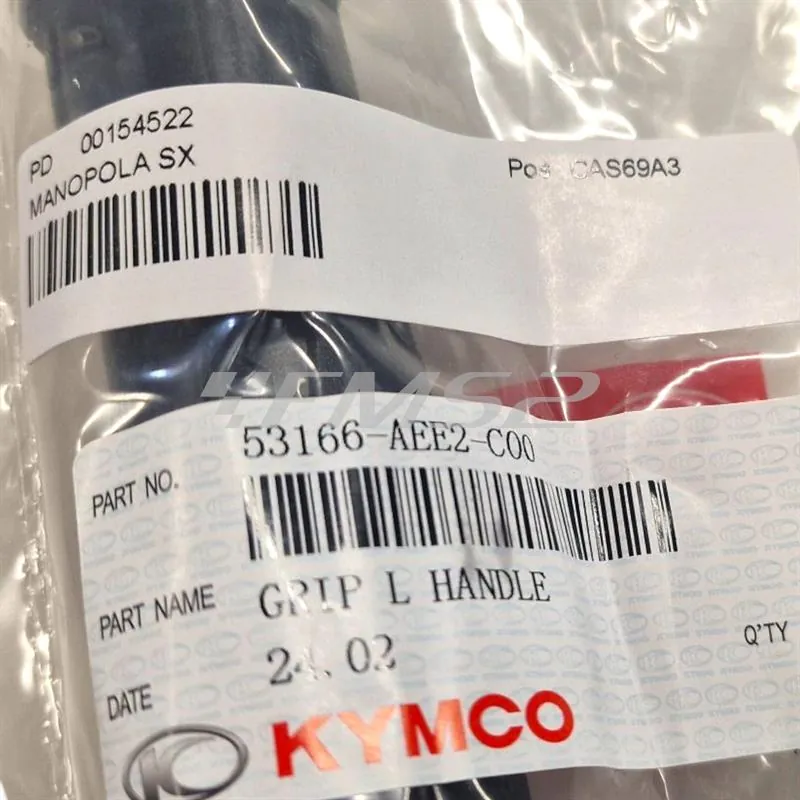 PD 00154522
MANOPOLA SX
Pos CAS69A3
FMSP
PART NO. 53166-AEE2-C00
PART NAME GRIP L HANDLE
DATE 24.02
Q'TY
KYMCO